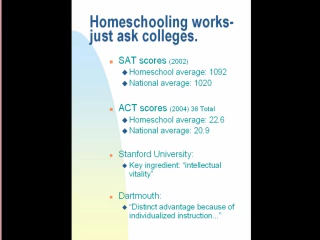 Homeschooling works-
just ask colleges.
SAT scores (2002)
Homeschool average: 1092
National average: 1020
ACT scores (2004) 36 Total
Homeschool average: 22.6
National average: 20.9
Stanford University:
Key ingredient: "intellectual
vitality"
Dartmouth:
"Distinct advantage because of
individualized instruction..."